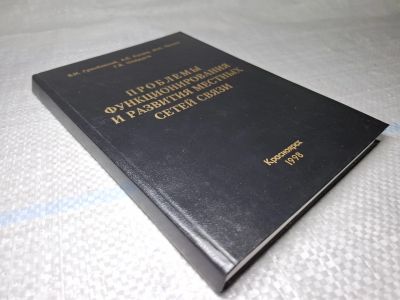 ПРОБЛЕМЫ
ФУНКЦИОНИРОВАНИЯ
И РАЗВИТИЯ МЕСТНЫХ
СЕТЕЙ СВЯЗИ
Красноярск
1998